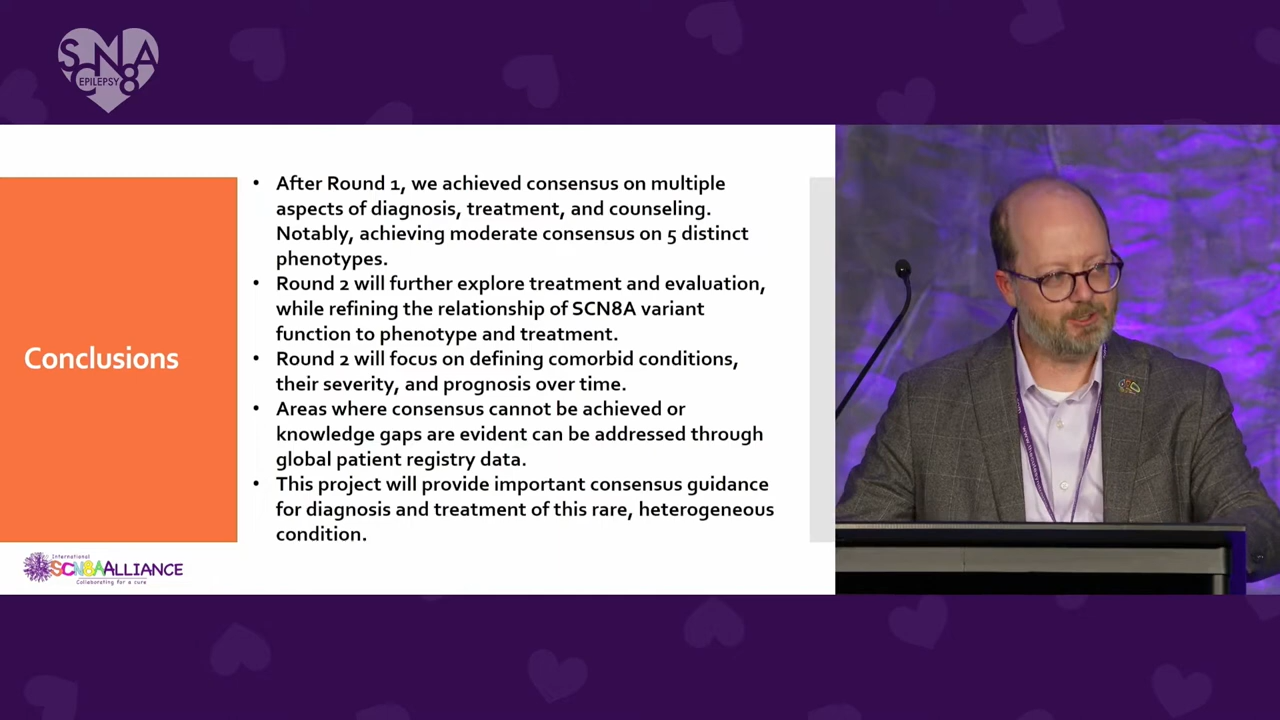 SCNA
EPILEPSY
C8
• After Round 1, we achieved consensus on multiple
aspects of diagnosis, treatment, and counseling.
Notably, achieving moderate consensus on 5 distinct
phenotypes.
• Round 2 will further explore treatment and evaluation,
while refining the relationship of SCN8A variant
function to phenotype and treatment.
Conclusions
• Round 2 will focus on defining comorbid conditions,
their severity, and prognosis over time.
• Areas where consensus cannot be achieved or
knowledge gaps are evident can be addressed through
global patient registry data.
• This project will provide important consensus guidance
for diagnosis and treatment of this rare, heterogeneous
condition.
International
SCN8AALLIANCE
Collaborating for a cure